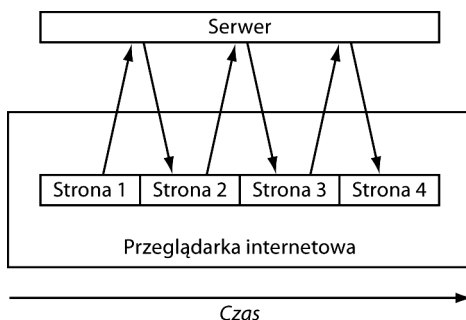 Serwer
Strona 1 Strona 2 Strona 3 Strona 4
Przeglądarka internetowa
Czas